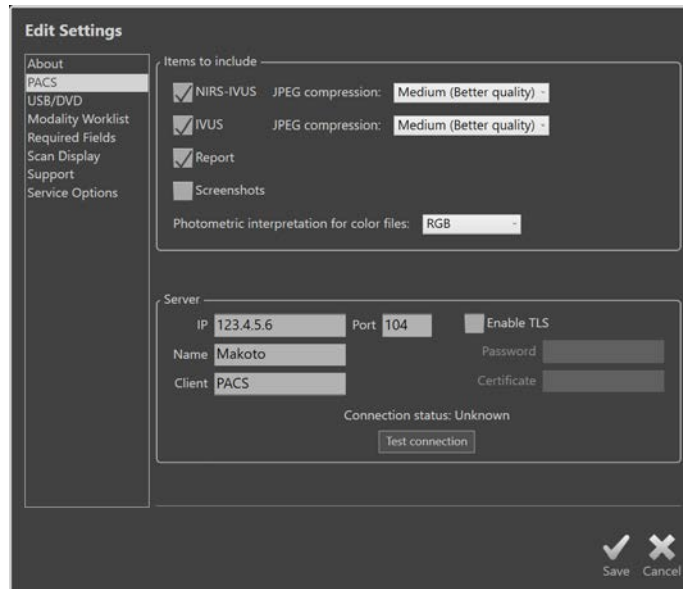 Edit Settings
About
PACS
USB/DVD
Modality Worklist
Required Fields
Scan Display
Support
Service Options
Items to include
NIRS-IVUS JPEG compression: Medium (Better quality)
IVUS JPEG compression: Medium (Better quality)
Report
Screenshots
Photometric interpretation for color files: RGB
Server
IP 123.4.5.6 Port 104 Enable TLS
Name Makoto Password
Client PACS Certificate
Connection status: Unknown
Test connection
Save Cancel